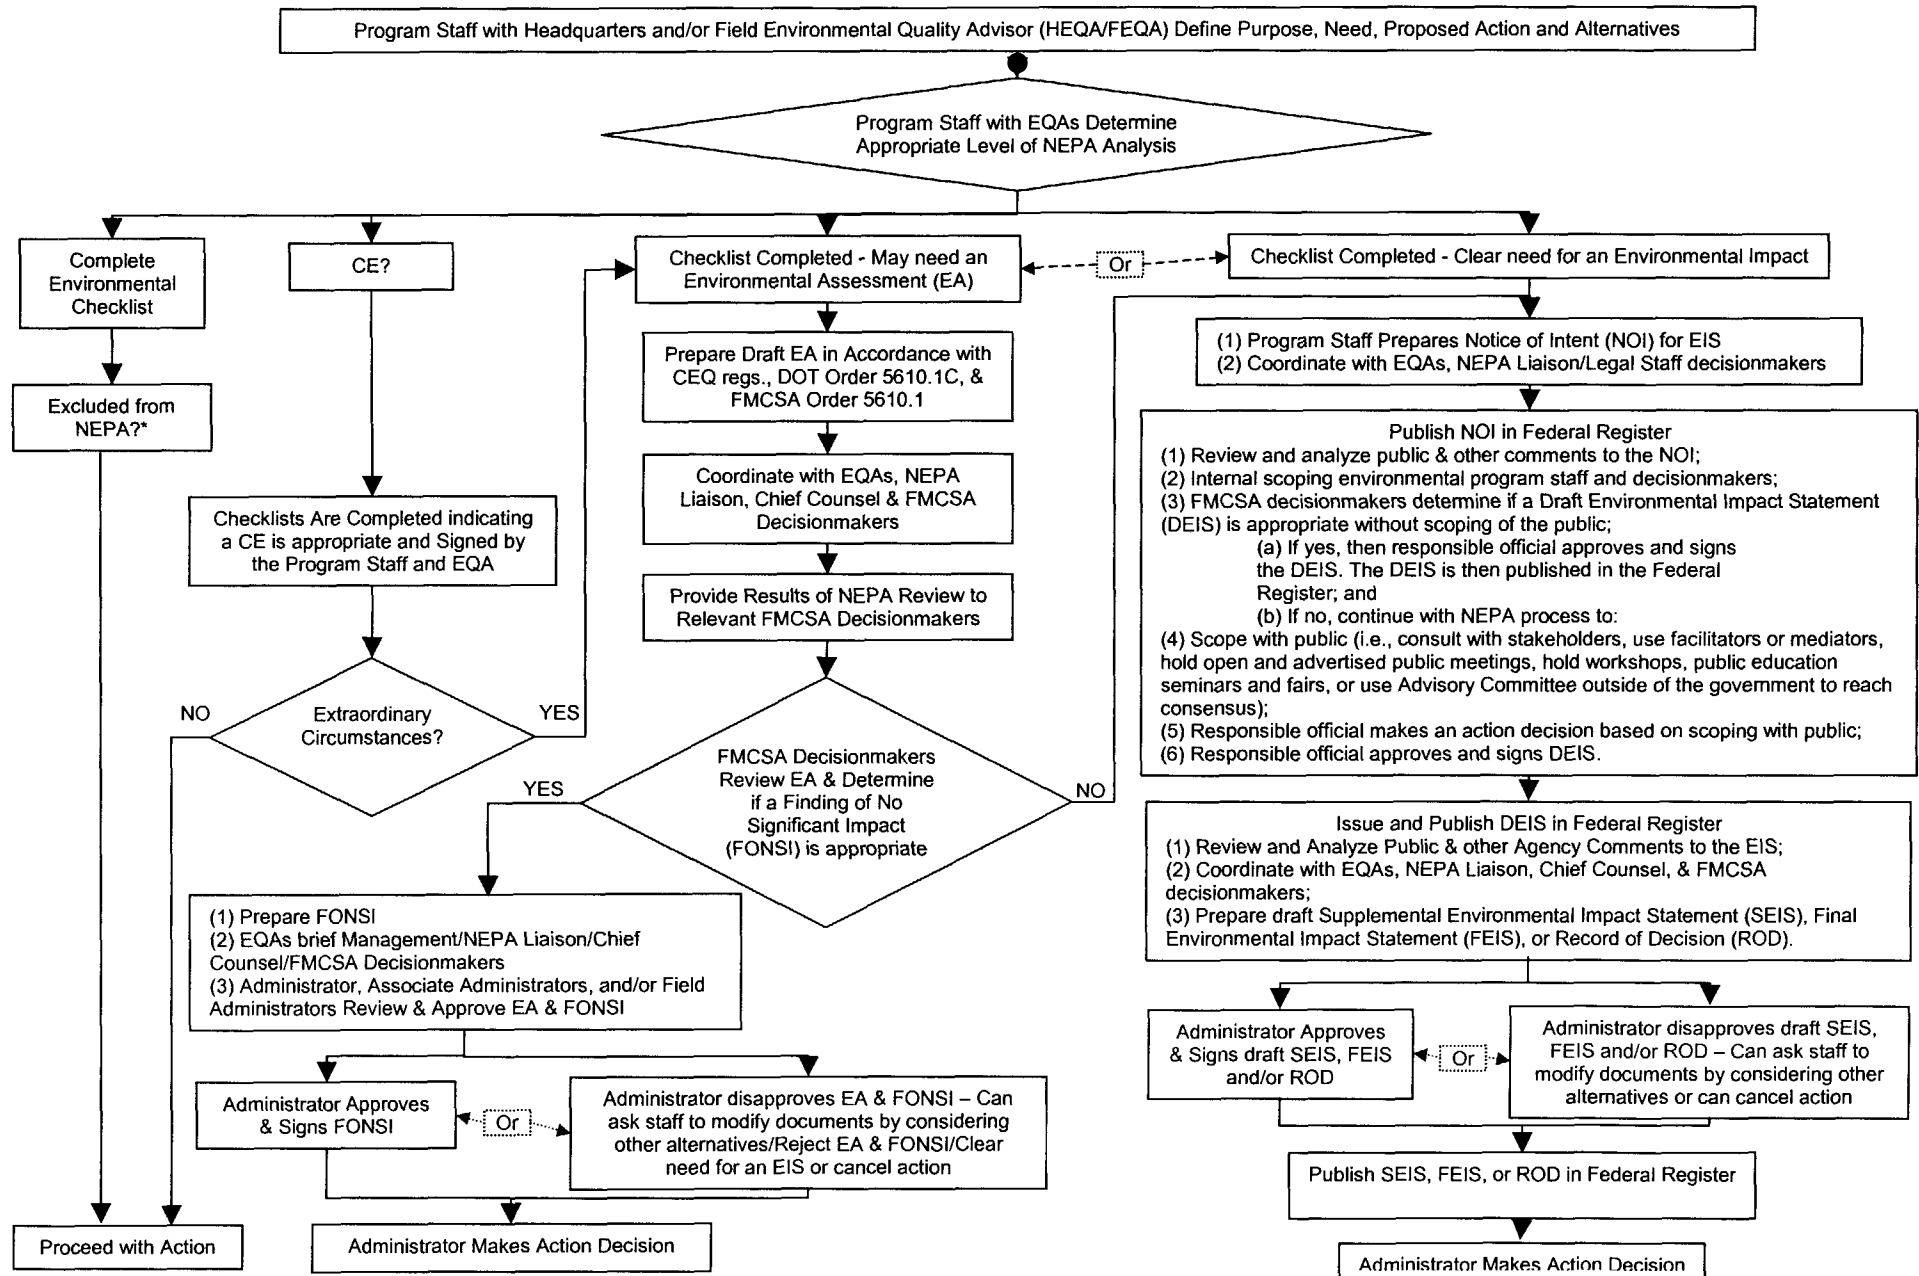 Program Staff with Headquarters and/or Field Environmental Quality Advisor (HEQA/FEQA) Define Purpose, Need, Proposed Action and Alternatives
Program Staff with EQAs Determine
Appropriate Level of NEPA Analysis
Complete
Environmental
Checklist
Excluded from
NEPA?*
CE?
Checklists Are Completed indicating
a CE is appropriate and Signed by
the Program Staff and EQA
NO
Extraordinary
Circumstances?
YES
Checklist Completed - May need an
Environmental Assessment (EA)
Or
Checklist Completed - Clear need for an Environmental Impact
Prepare Draft EA in Accordance with
CEQ regs., DOT Order 5610.1C, &
FMCSA Order 5610.1
Coordinate with EQAs, NEPA
Liaison, Chief Counsel & FMCSA
Decisionmakers
Provide Results of NEPA Review to
Relevant FMCSA Decisionmakers
YES
FMCSA Decisionmakers
Review EA & Determine
if a Finding of No
Significant Impact
(FONSI) is appropriate
NO
(1) Prepare FONSI
(2) EQAs brief Management/NEPA Liaison/Chief
Counsel/FMCSA Decisionmakers
(3) Administrator, Associate Administrators, and/or Field
Administrators Review & Approve EA & FONSI
Administrator Approves
& Signs FONSI
Or
Administrator disapproves EA & FONSI – Can
ask staff to modify documents by considering
other alternatives/Reject EA & FONSI/Clear
need for an EIS or cancel action
Proceed with Action
Administrator Makes Action Decision
(1) Program Staff Prepares Notice of Intent (NOI) for EIS
(2) Coordinate with EQAs, NEPA Liaison/Legal Staff decisionmakers
Publish NOI in Federal Register
(1) Review and analyze public & other comments to the NOI;
(2) Internal scoping environmental program staff and decisionmakers;
(3) FMCSA decisionmakers determine if a Draft Environmental Impact Statement
(DEIS) is appropriate without scoping of the public;
(a) If yes, then responsible official approves and signs
the DEIS. The DEIS is then published in the Federal
Register; and
(b) If no, continue with NEPA process to:
(4) Scope with public (i.e., consult with stakeholders, use facilitators or mediators,
hold open and advertised public meetings, hold workshops, public education
seminars and fairs, or use Advisory Committee outside of the government to reach
consensus);
(5) Responsible official makes an action decision based on scoping with public;
(6) Responsible official approves and signs DEIS.
Issue and Publish DEIS in Federal Register
(1) Review and Analyze Public & other Agency Comments to the EIS;
(2) Coordinate with EQAs, NEPA Liaison, Chief Counsel, & FMCSA
decisionmakers;
(3) Prepare draft Supplemental Environmental Impact Statement (SEIS), Final
Environmental Impact Statement (FEIS), or Record of Decision (ROD).
Administrator Approves
& Signs draft SEIS, FEIS
and/or ROD
Or
Administrator disapproves draft SEIS,
FEIS and/or ROD – Can ask staff to
modify documents by considering other
alternatives or can cancel action
Publish SEIS, FEIS, or ROD in Federal Register
Administrator Makes Action Decision